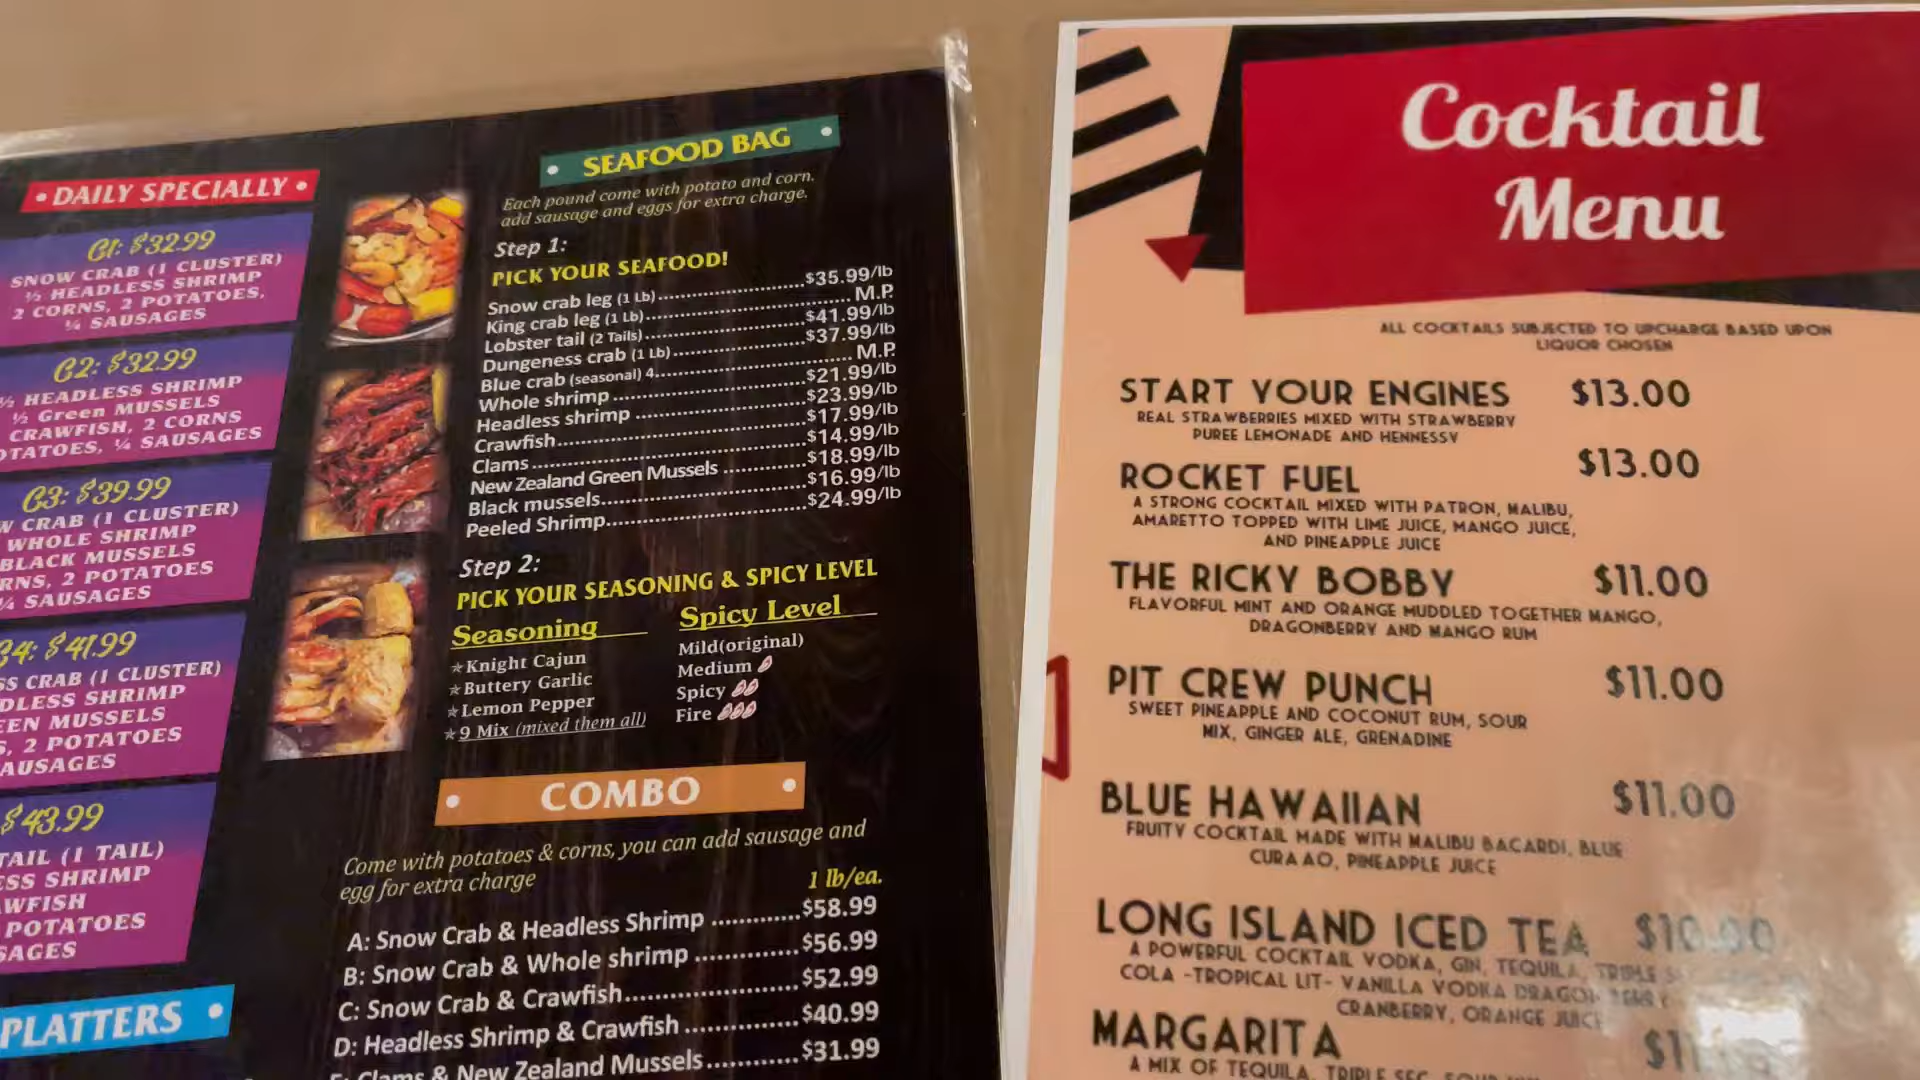 • DAILY SPECIALLY •
C1: $32.99
SNOW CRAB (1 CLUSTER)
½ HEADLESS SHRIMP
2 CORNS, 2 POTATOES,
¼ SAUSAGES
C2: $32.99
½ HEADLESS SHRIMP
½ Green MUSSELS
CRAWFISH, 2 CORNS
¼ SAUSAGES
C3: $39.99
CRAB (1 CLUSTER)
WHOLE SHRIMP
BLACK MUSSELS
2 POTATOES
¼ SAUSAGES
$41.99
CRAB (1 CLUSTER)
SHRIMP
MUSSELS
2 POTATOES
$43.99
TAIL (1 TAIL)
SHRIMP
POTATOES
PLATTERS •
• SEAFOOD BAG •
Each pound come with potato and corn.
add sausage and eggs for extra charge.
Step 1:
PICK YOUR SEAFOOD!
Snow crab leg (1 Lb)..............................$35.99/lb
King crab leg (1 Lb).............................. M.P.
Lobster tail (2 Tails)..............................$41.99/lb
Dungeness crab (1 Lb)..............................$37.99/lb
Blue crab (seasonal) 4.............................. M.P.
Whole shrimp ..............................$21.99/lb
Headless shrimp ..............................$23.99/lb
Crawfish..............................$17.99/lb
Clams ..............................$14.99/lb
New Zealand Green Mussels ..............$18.99/lb
Black mussels..............................$16.99/lb
Peeled Shrimp..............................$24.99/lb
Step 2:
PICK YOUR SEASONING & SPICY LEVEL
Seasoning
★Knight Cajun
★Buttery Garlic
★Lemon Pepper
★9 Mix (mixed them all)
Spicy Level
Mild(original)
Medium
Spicy
Fire
• COMBO •
Come with potatoes & corns, you can add sausage and
egg for extra charge
1 lb/ea.
A: Snow Crab & Headless Shrimp ............$58.99
B: Snow Crab & Whole shrimp ..............$56.99
C: Snow Crab & Crawfish......................$52.99
D: Headless Shrimp & Crawfish ..............$40.99
Clams & New Zealand Mussels............$31.99
Cocktail
Menu
ALL COCKTAILS SUBJECTED TO UPCHARGE BASED UPON
LIQUOR CHOSEN
START YOUR ENGINES $13.00
REAL STRAWBERRIES MIXED WITH STRAWBERRY
PUREE LEMONADE AND HENNESSY
ROCKET FUEL $13.00
A STRONG COCKTAIL MIXED WITH PATRON, MALIBU,
AMARETTO TOPPED WITH LIME JUICE, MANGO JUICE,
AND PINEAPPLE JUICE
THE RICKY BOBBY $11.00
FLAVORFUL MINT AND ORANGE MUDDLED TOGETHER MANGO,
DRAGONBERRY AND MANGO RUM
PIT CREW PUNCH $11.00
SWEET PINEAPPLE AND COCONUT RUM, SOUR
MIX, GINGER ALE, GRENADINE
BLUE HAWAIIAN $11.00
FRUITY COCKTAIL MADE WITH MALIBU BACARDI, BLUE
CURA AO, PINEAPPLE JUICE
LONG ISLAND ICED TEA $10.00
A POWERFUL COCKTAIL VODKA, GIN, TEQUILA, TRIPLE
COLA -TROPICAL LIT- VANILLA VODKA
CRANBERRY, ORANGE JUICE
MARGARITA
A MIX OF TEQUILA, TRIPLE SEC,